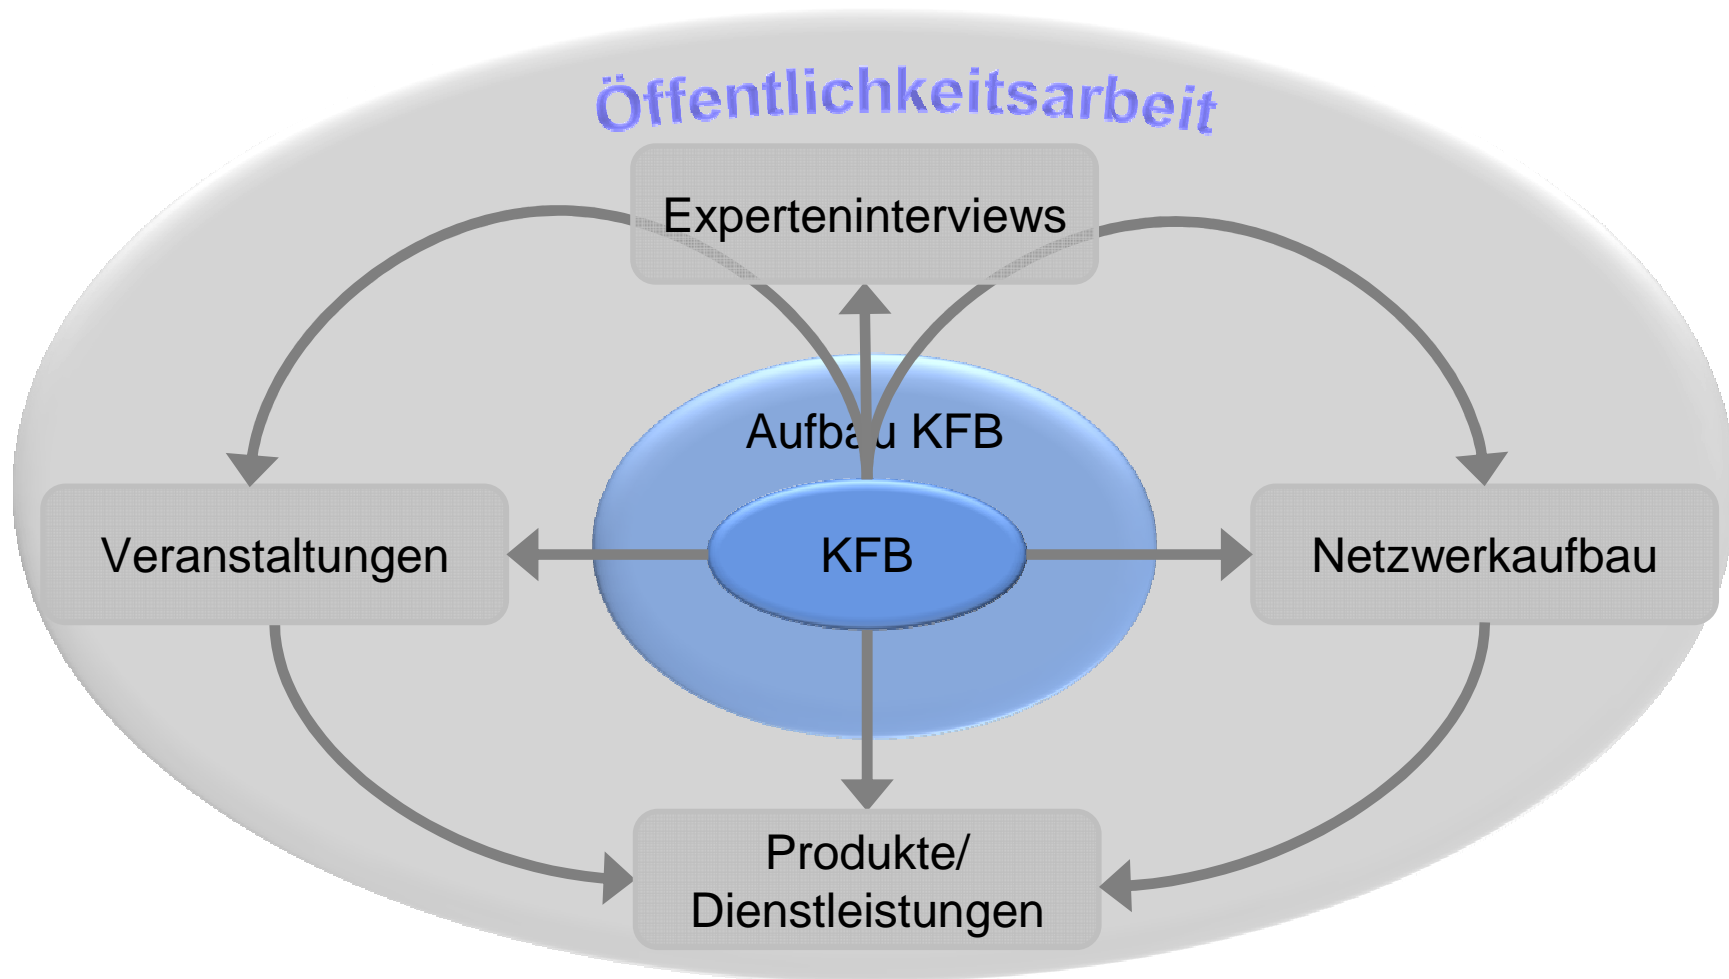 Öffentlichkeitsarbeit
Experteninterviews
Aufbau KFB
Veranstaltungen
KFB
Netzwerkaufbau
Produkte/
Dienstleistungen